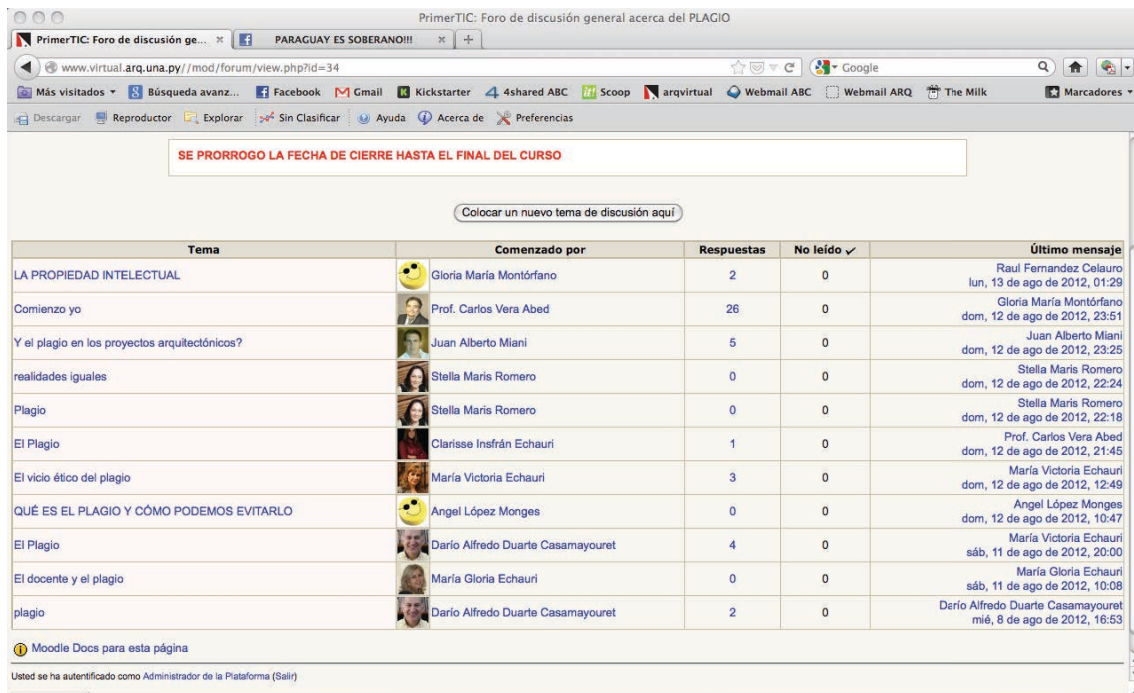 PrimerTIC: Foro de discusión general acerca del PLAGIO
PrimerTIC: Foro de discusión ge... × PARAGUAY ES SOBERANO!!! × +
www.virtual.arq.una.py//mod/forum/view.php?id=34 Google
Más visitados Búsqueda avanz... Facebook Gmail Kickstarter 4shared ABC Scoop arqvirtual Webmail ABC Webmail ARQ The Milk Marcadores
Descargar Reproductor Explorar Sin Clasificar Ayuda Acerca de Preferencias
SE PRORROGO LA FECHA DE CIERRE HASTA EL FINAL DEL CURSO
Colocar un nuevo tema de discusión aquí
Tema Comenzado por Respuestas No leído ✓ Último mensaje
LA PROPIEDAD INTELECTUAL Gloria María Montórfano 2 0 Raul Fernandez Celauro
lun, 13 de ago de 2012, 01:29
Comienzo yo Prof. Carlos Vera Abed 26 0 Gloria María Montórfano
dom, 12 de ago de 2012, 23:51
Y el plagio en los proyectos arquitectónicos? Juan Alberto Miani 5 0 Juan Alberto Miani
dom, 12 de ago de 2012, 23:25
realidades iguales Stella Maris Romero 0 0 Stella Maris Romero
dom, 12 de ago de 2012, 22:24
Plagio Stella Maris Romero 0 0 Stella Maris Romero
dom, 12 de ago de 2012, 22:18
El Plagio Clarisse Insfrán Echauri 1 0 Prof. Carlos Vera Abed
dom, 12 de ago de 2012, 21:45
El vicio ético del plagio María Victoria Echauri 3 0 María Victoria Echauri
dom, 12 de ago de 2012, 12:49
QUÉ ES EL PLAGIO Y CÓMO PODEMOS EVITARLO Angel López Monges 0 0 Angel López Monges
dom, 12 de ago de 2012, 10:47
El Plagio Darío Alfredo Duarte Casamayouret 4 0 María Victoria Echauri
sáb, 11 de ago de 2012, 20:00
El docente y el plagio María Gloria Echauri 0 0 María Gloria Echauri
sáb, 11 de ago de 2012, 10:08
plagio Darío Alfredo Duarte Casamayouret 2 0 Darío Alfredo Duarte Casamayouret
mié, 8 de ago de 2012, 16:53
Moodle Docs para esta página
Usted se ha autentificado como Administrador de la Plataforma (Salir)